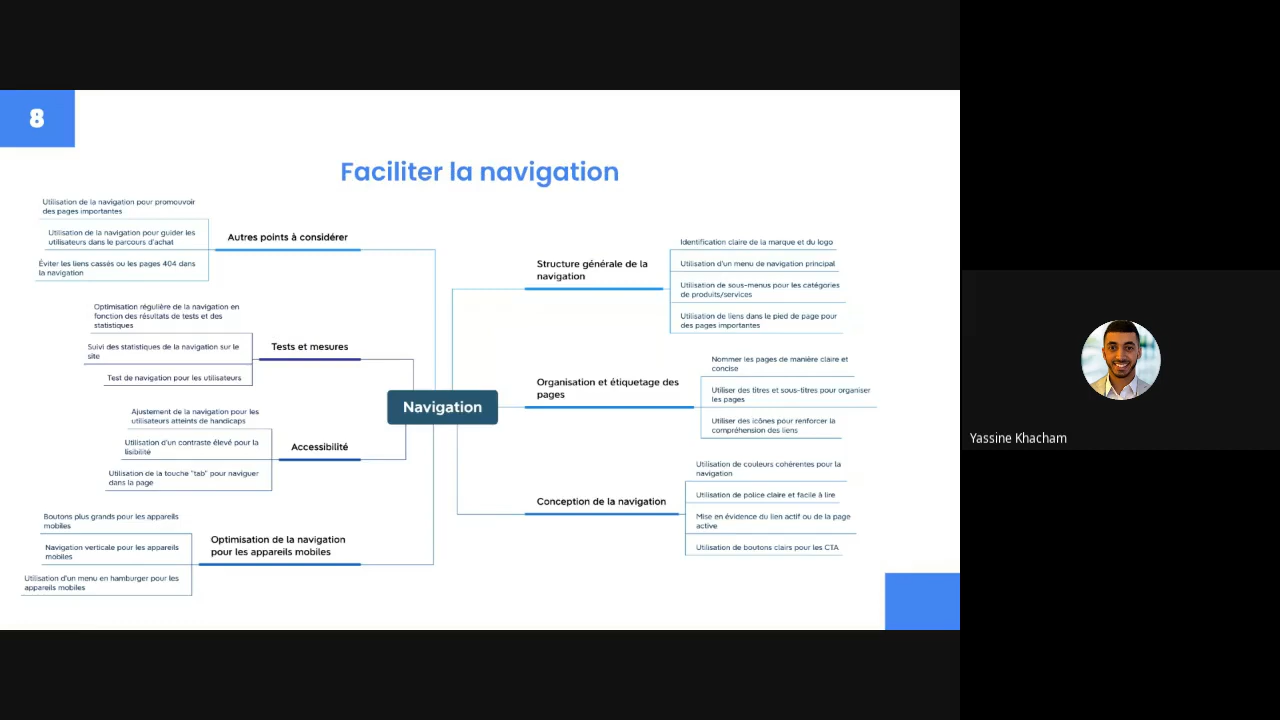 8
Faciliter la navigation
Utilisation de la navigation pour promouvoir
des pages importantes
Utilisation de la navigation pour guider les
utilisateurs dans le parcours d'achat
Éviter les liens cassés ou les pages 404 dans
la navigation
Autres points à considérer
Optimisation régulière de la navigation en
fonction des résultats de tests et des
statistiques
Suivi des statistiques de la navigation sur le
site
Test de navigation pour les utilisateurs
Tests et mesures
Ajustement de la navigation pour les
utilisateurs atteints de handicaps
Utilisation d'un contraste élevé pour la
lisibilité
Utilisation de la touche "tab" pour naviguer
dans la page
Accessibilité
Boutons plus grands pour les appareils
mobiles
Navigation verticale pour les appareils
mobiles
Utilisation d'un menu en hamburger pour les
appareils mobiles
Optimisation de la navigation
pour les appareils mobiles
Navigation
Structure générale de la
navigation
Identification claire de la marque et du logo
Utilisation d'un menu de navigation principal
Utilisation de sous-menus pour les catégories
de produits/services
Utilisation de liens dans le pied de page pour
des pages importantes
Organisation et étiquetage des
pages
Nommer les pages de manière claire et
concise
Utiliser des titres et sous-titres pour organiser
les pages
Utiliser des icônes pour renforcer la
compréhension des liens
Conception de la navigation
Utilisation de couleurs cohérentes pour la
navigation
Utilisation de police claire et facile à lire
Mise en évidence du lien actif ou de la page
active
Utilisation de boutons clairs pour les CTA
Yassine Khacham